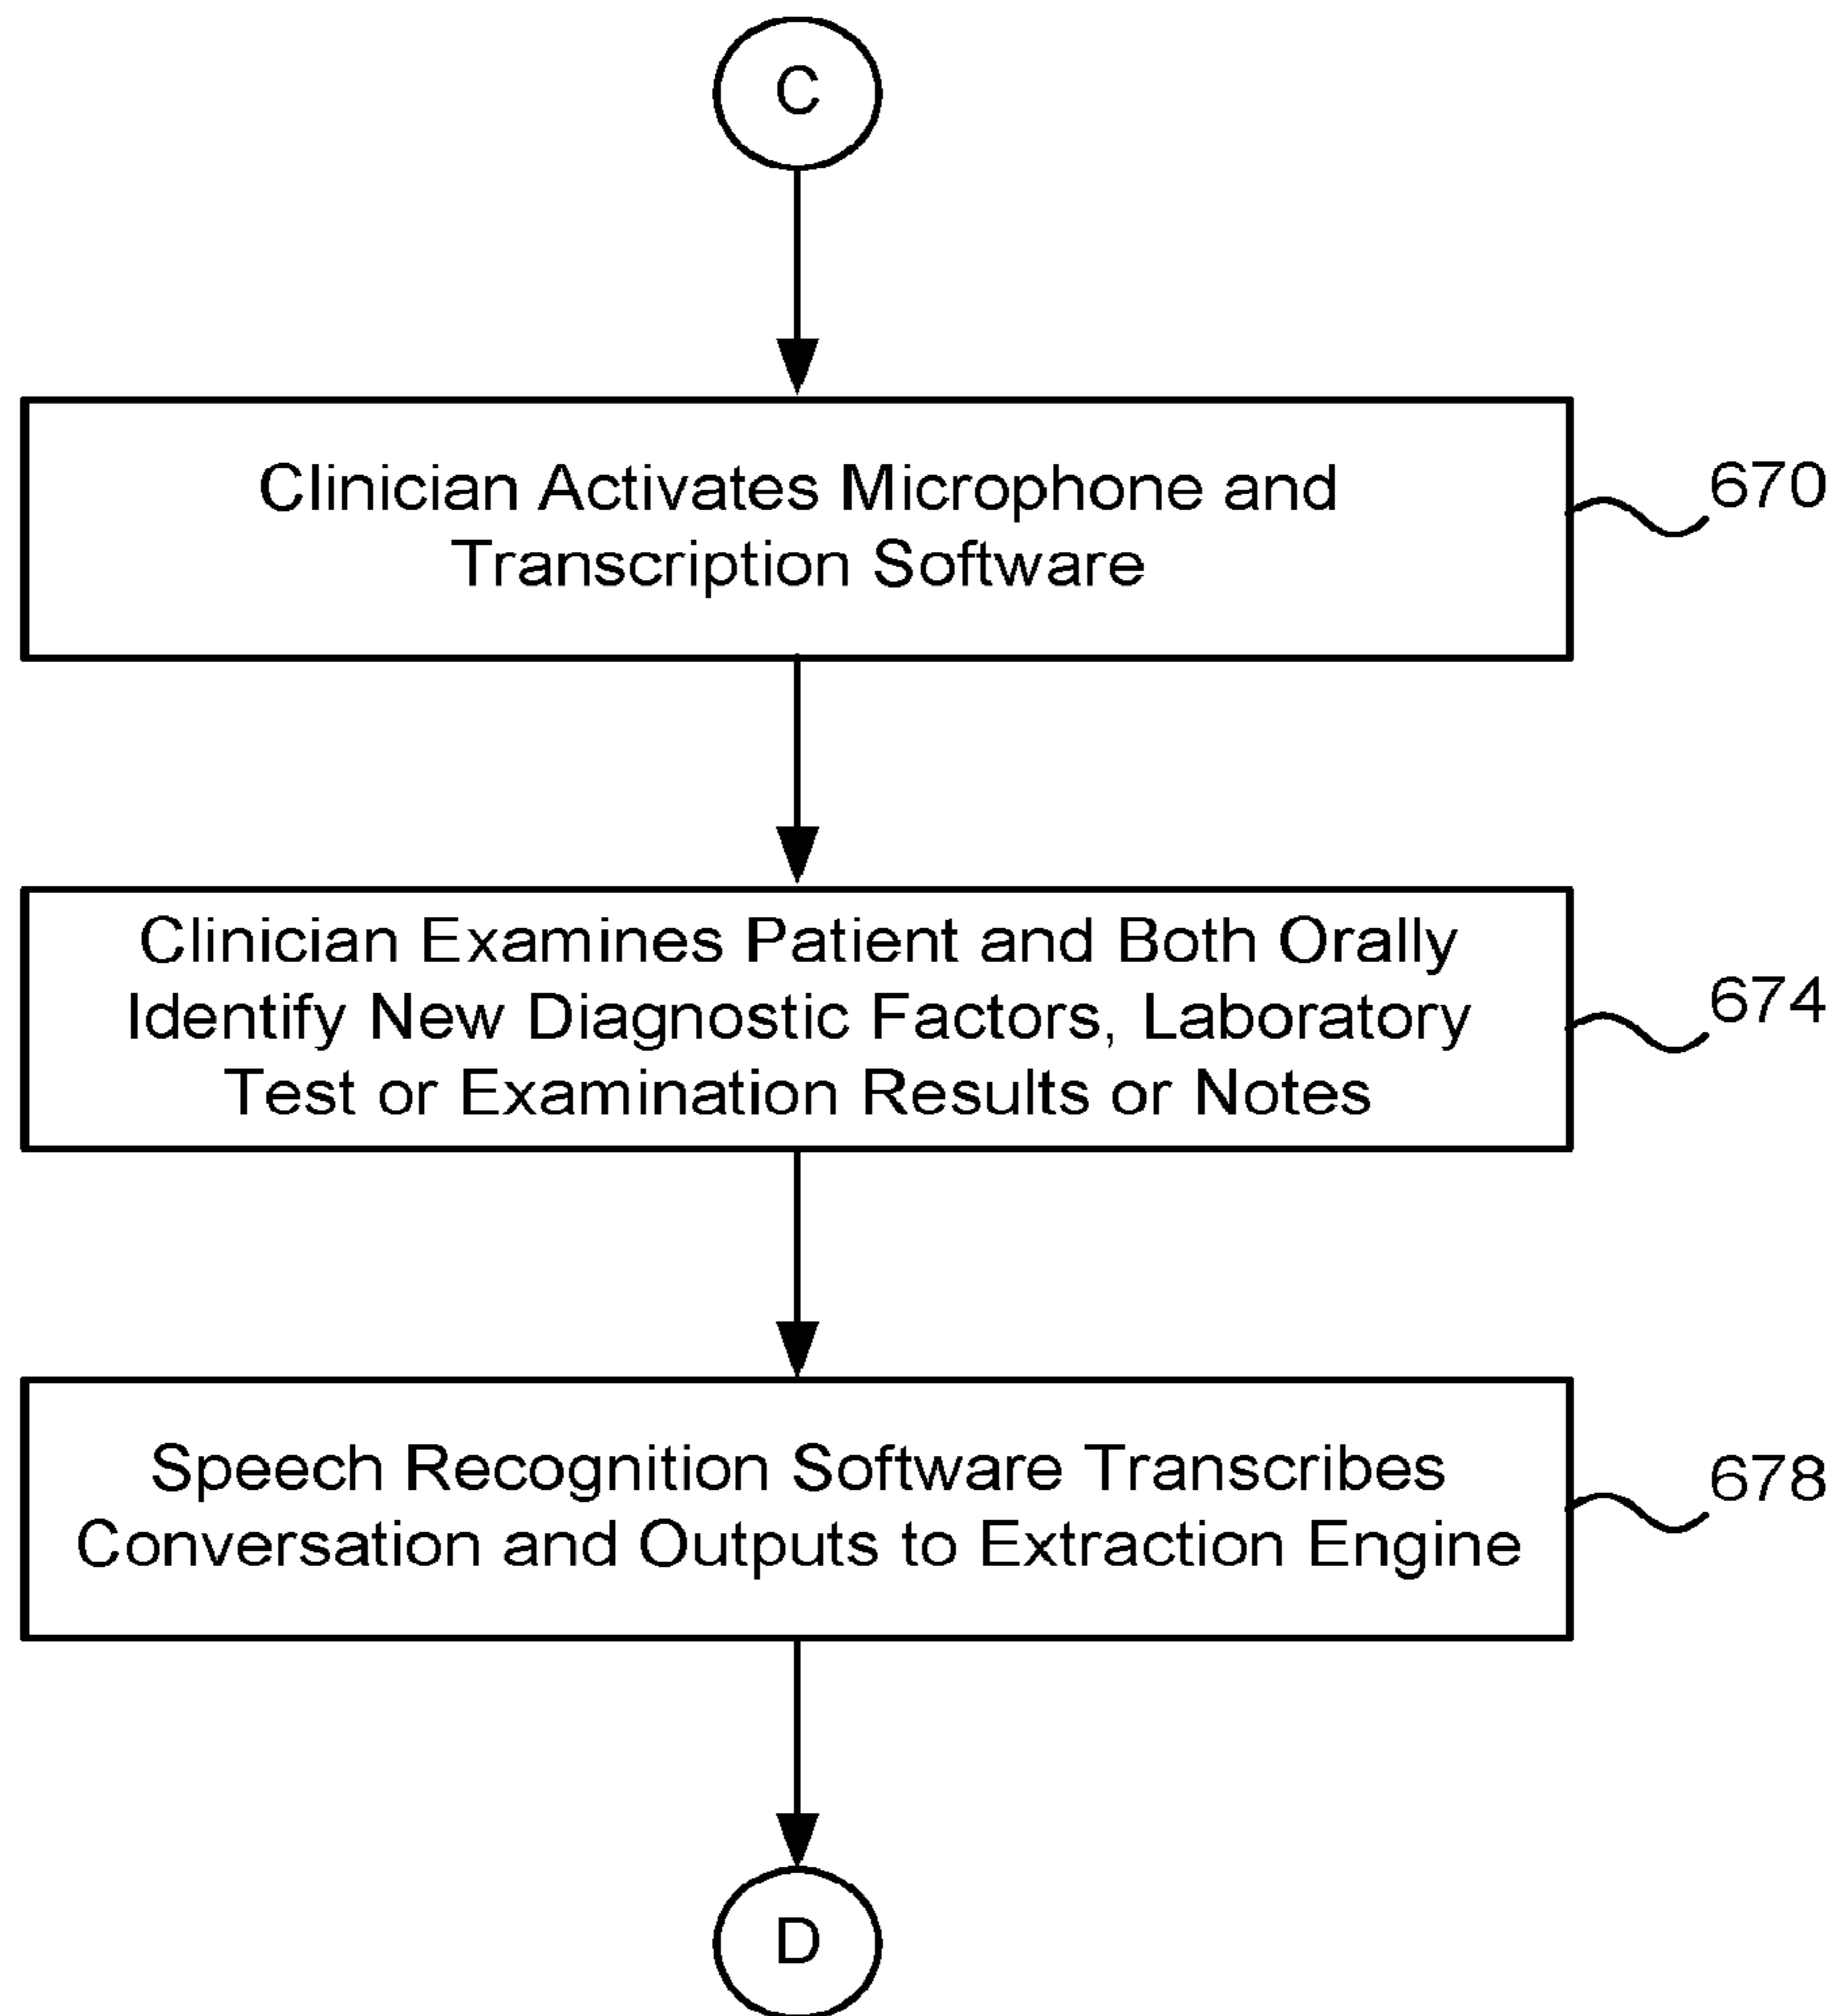 C
Clinician Activates Microphone and
Transcription Software
670
Clinician Examines Patient and Both Orally
Identify New Diagnostic Factors, Laboratory
Test or Examination Results or Notes
674
Speech Recognition Software Transcribes
Conversation and Outputs to Extraction Engine
678
D